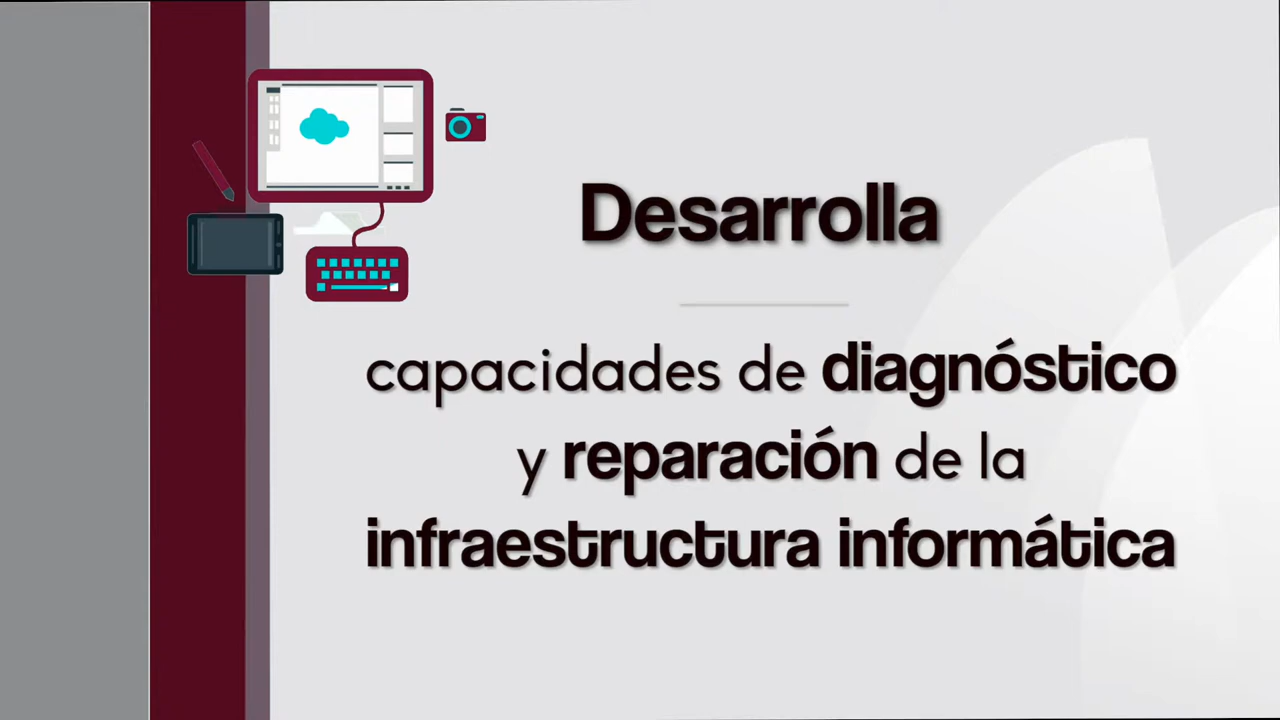 Desarrolla
capacidades de diagnóstico
y reparación de la
infraestructura informática